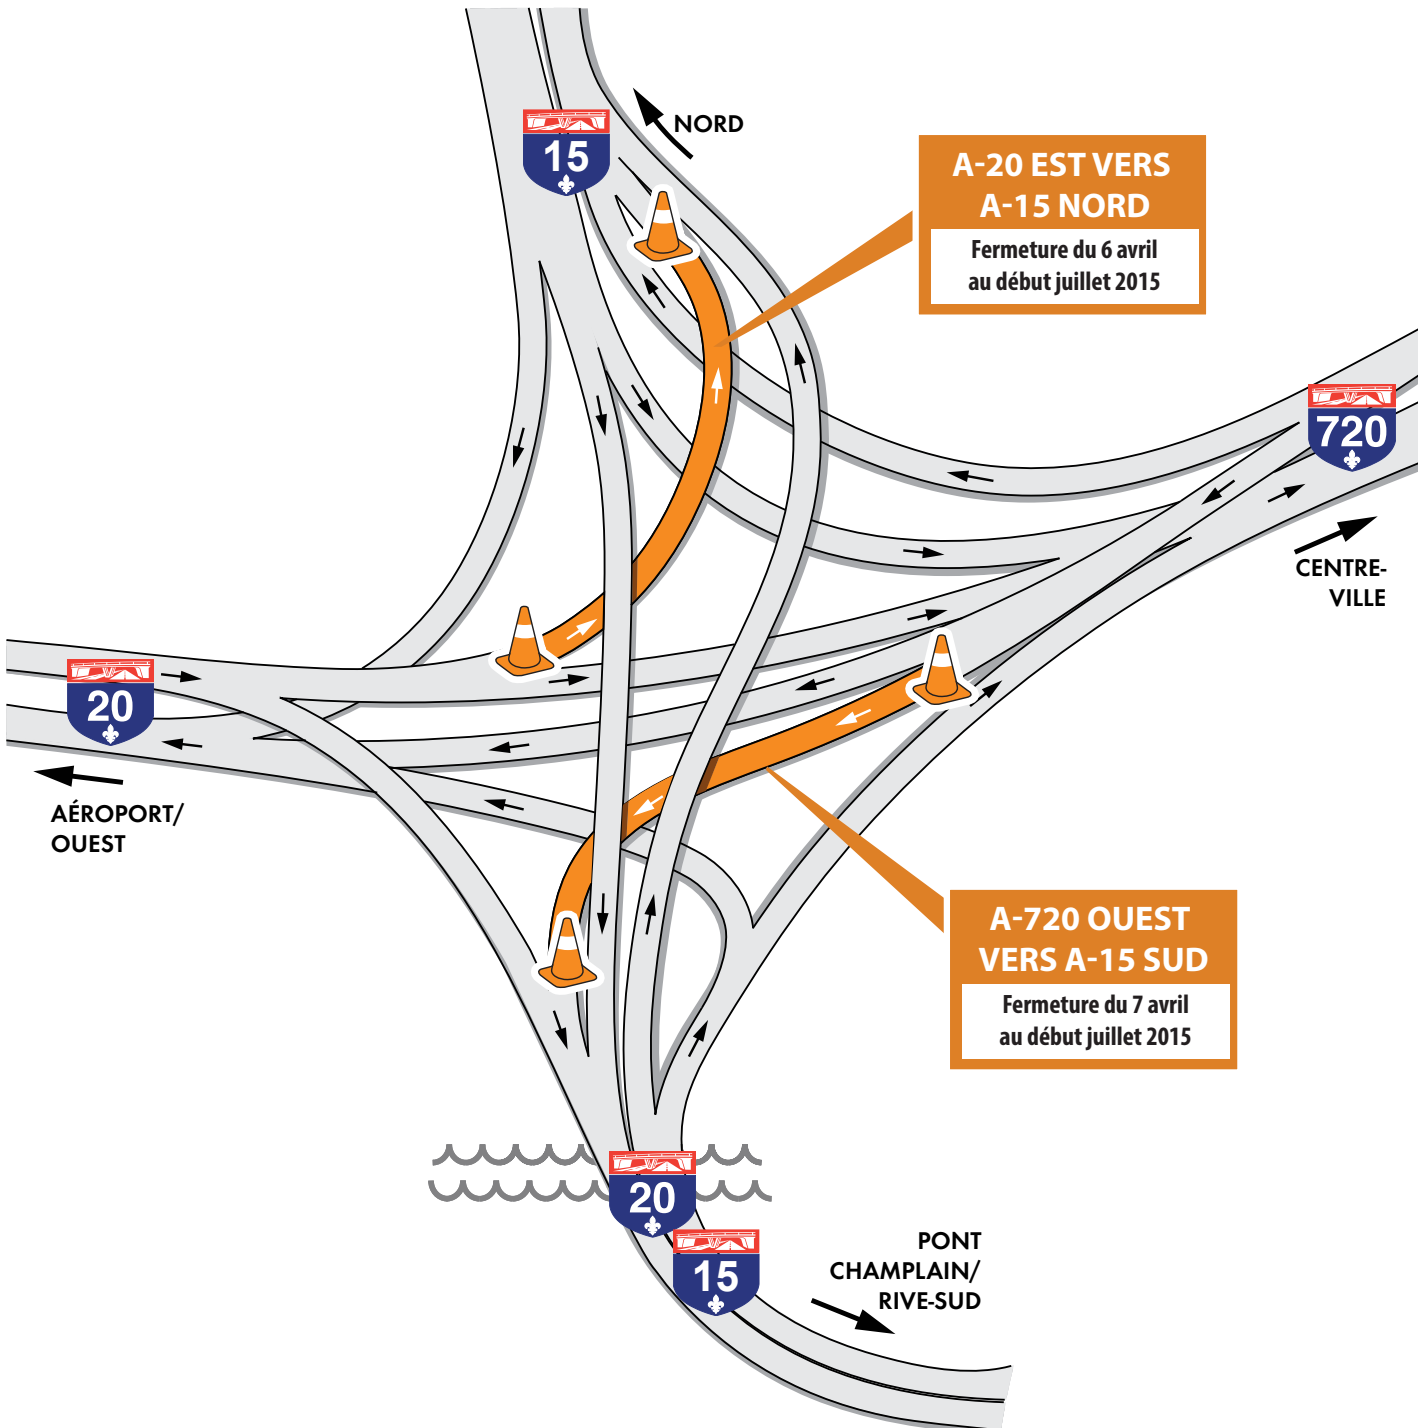 NORD
15
A-20 EST VERS
A-15 NORD
Fermeture du 6 avril
au début juillet 2015
720
CENTRE-
VILLE
20
AÉROPORT/
OUEST
A-720 OUEST
VERS A-15 SUD
Fermeture du 7 avril
au début juillet 2015
20
15
PONT
CHAMPLAIN/
RIVE-SUD